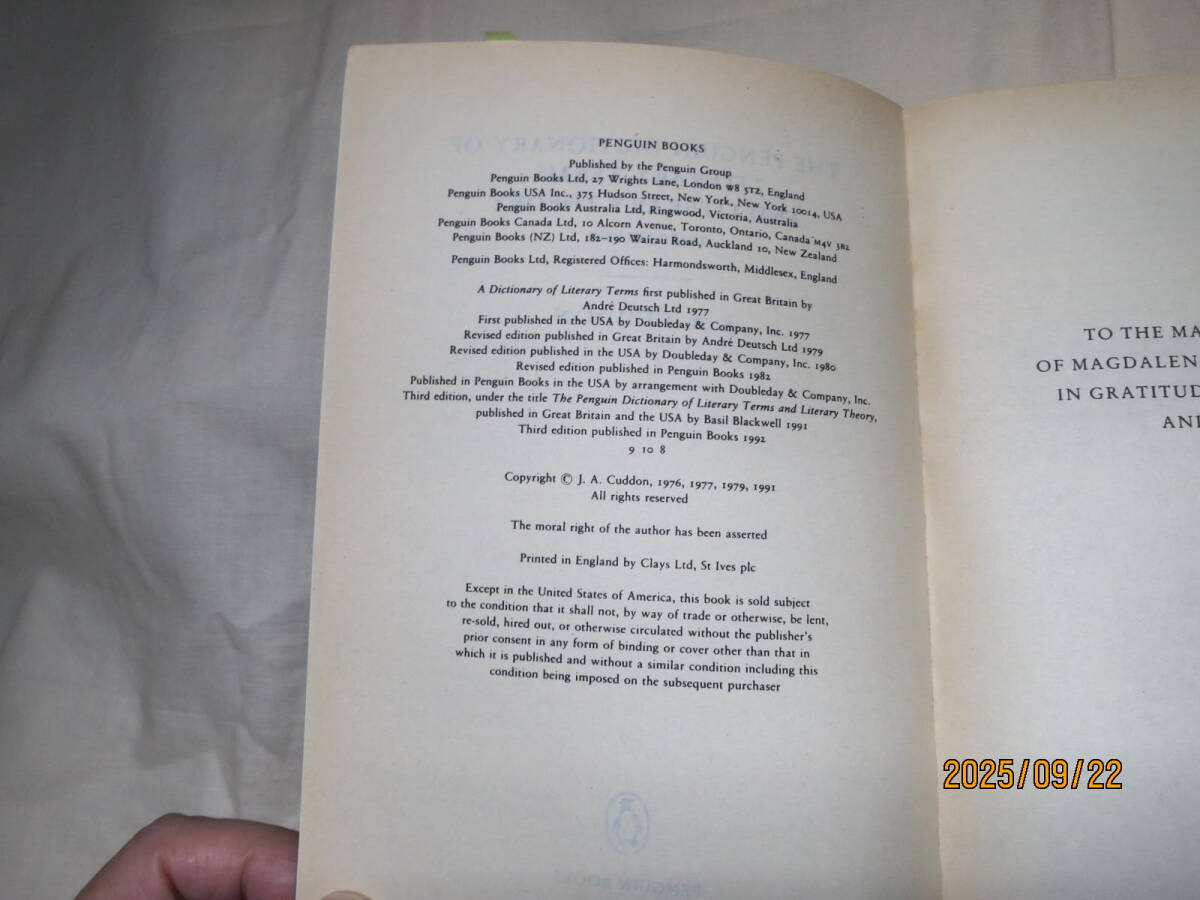 PENGUIN BOOKS
Published by the Penguin Group
Penguin Books Ltd, 27 Wrights Lane, London W8 5TZ, England
Penguin Books USA Inc., 375 Hudson Street, New York, New York 10014, USA
Penguin Books Australia Ltd, Ringwood, Victoria, Australia
Penguin Books Canada Ltd, 10 Alcorn Avenue, Toronto, Ontario, Canada M4V 3B2
Penguin Books (NZ) Ltd, 182–190 Wairau Road, Auckland 10, New Zealand
Penguin Books Ltd, Registered Offices: Harmondsworth, Middlesex, England
A Dictionary of Literary Terms first published in Great Britain by
André Deutsch Ltd 1977
First published in the USA by Doubleday & Company, Inc. 1977
Revised edition published in Great Britain by André Deutsch Ltd 1979
Revised edition published in the USA by Doubleday & Company, Inc. 1980
Revised edition published in Penguin Books 1982
Published in Penguin Books in the USA by arrangement with Doubleday & Company, Inc.
Third edition, under the title The Penguin Dictionary of Literary Terms and Literary Theory,
published in Great Britain and the USA by Basil Blackwell 1991
Third edition published in Penguin Books 1992
9 10 8
Copyright © J. A. Cuddon, 1976, 1977, 1979, 1991
All rights reserved
The moral right of the author has been asserted
Printed in England by Clays Ltd, St Ives plc
Except in the United States of America, this book is sold subject
to the condition that it shall not, by way of trade or otherwise, be lent,
re-sold, hired out, or otherwise circulated without the publisher's
prior consent in any form of binding or cover other than that in
which it is published and without a similar condition including this
condition being imposed on the subsequent purchaser
TO THE MA
OF MAGDALEN
IN GRATITUD
AND
2025/09/22